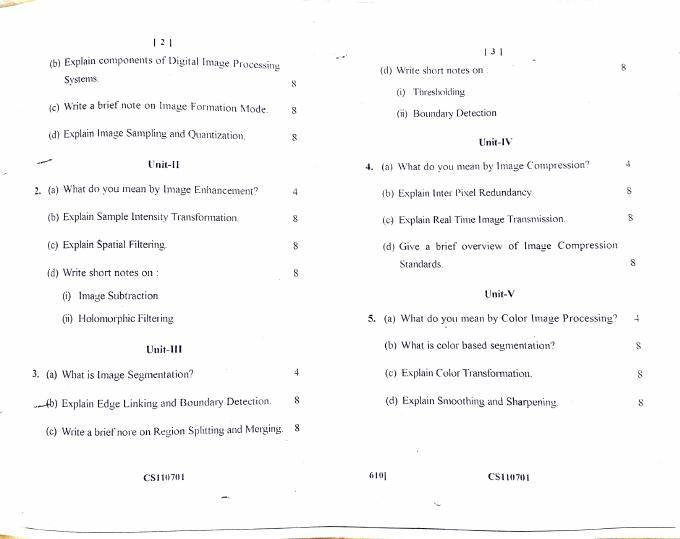 [ 2 ]
(b) Explain components of Digital Image Processing
Systems. 8
(c) Write a brief note on Image Formation Mode. 8
(d) Explain Image Sampling and Quantization. 8
Unit-II
2. (a) What do you mean by Image Enhancement? 4
(b) Explain Sample Intensity Transformation. 8
(c) Explain Spatial Filtering. 8
(d) Write short notes on : 8
(i) Image Subtraction
(ii) Holomorphic Filtering
Unit-III
3. (a) What is Image Segmentation? 4
(b) Explain Edge Linking and Boundary Detection. 8
(c) Write a brief nore on Region Splitting and Merging. 8
CS110701
[ 3 ]
(d) Write short notes on : 8
(i) Thresholding
(ii) Boundary Detection
Unit-IV
4. (a) What do you mean by Image Compression? 4
(b) Explain Inter Pixel Redundancy. 8
(c) Explain Real Time Image Transmission. 8
(d) Give a brief overview of Image Compression
Standards. 8
Unit-V
5. (a) What do you mean by Color Image Processing? 4
(b) What is color based segmentation? 8
(c) Explain Color Transformation. 8
(d) Explain Smoothing and Sharpening. 8
610] CS110701